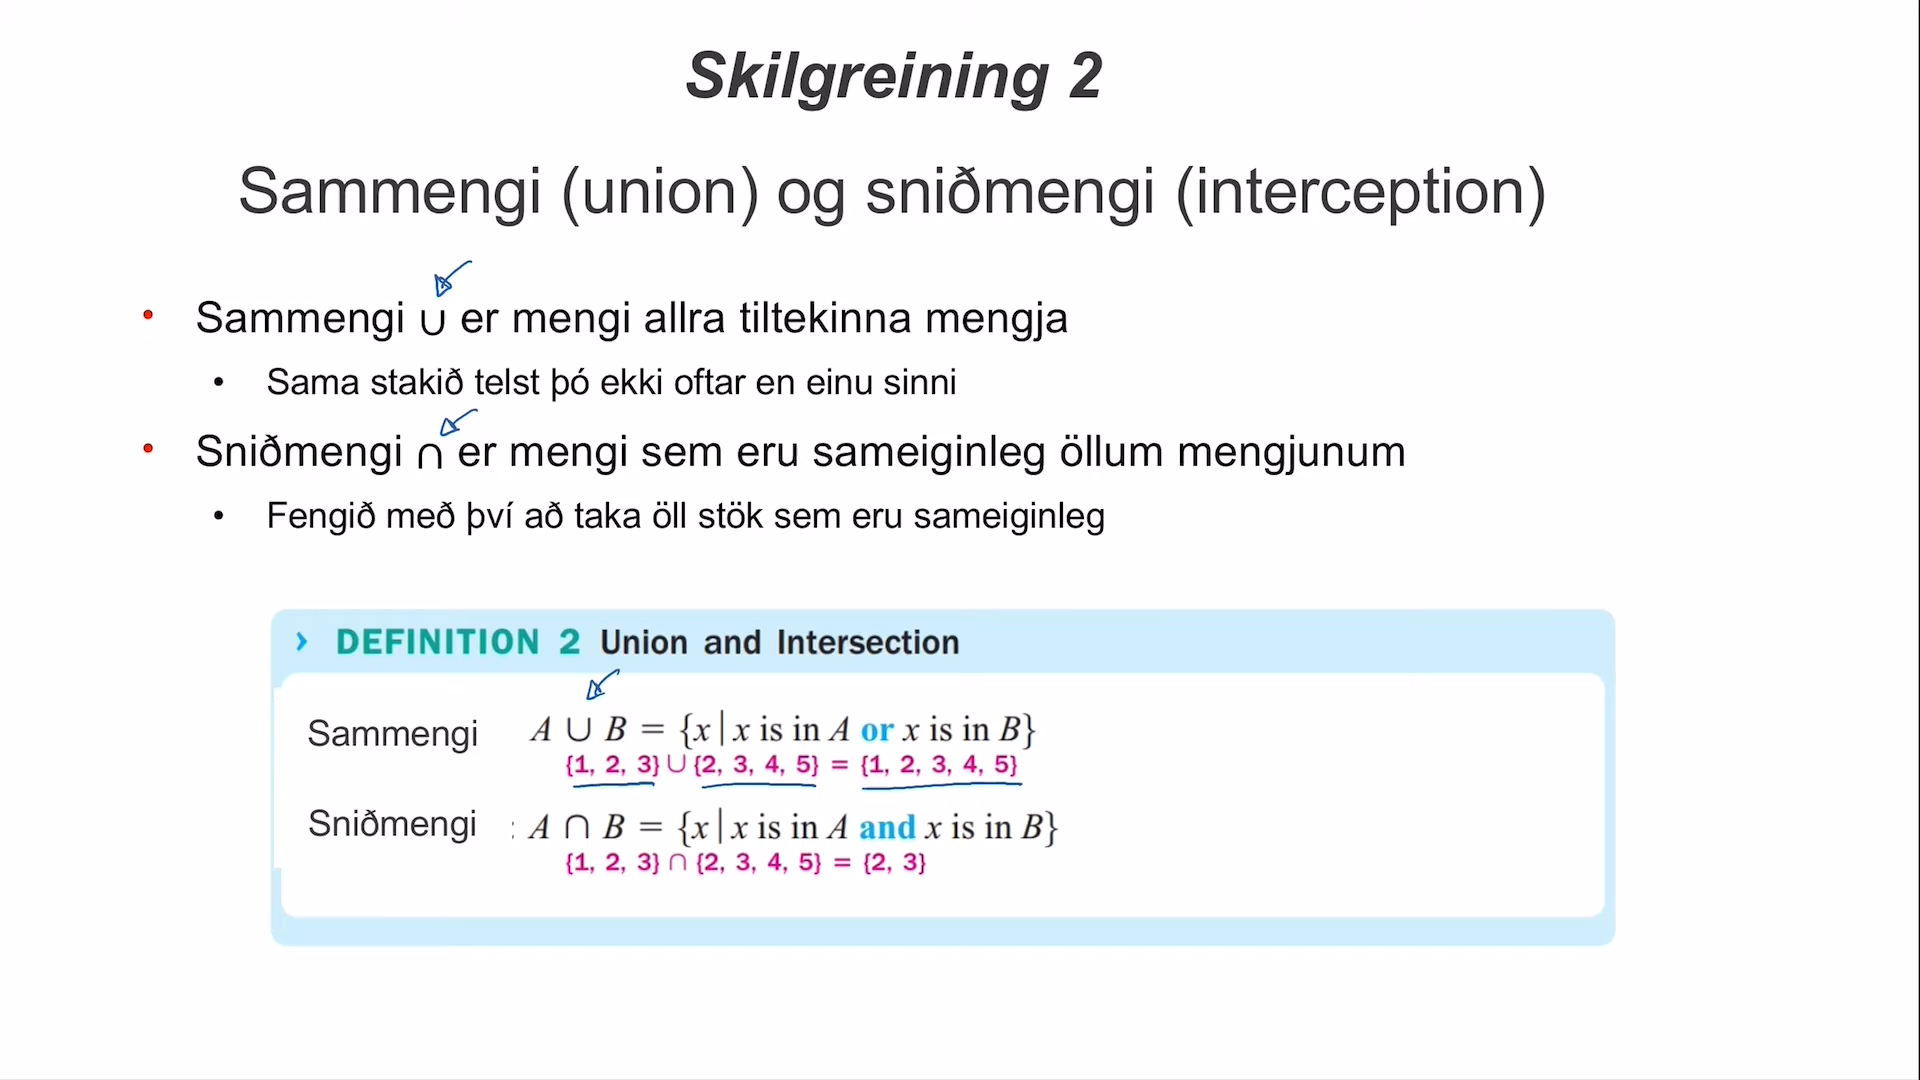 Skilgreining 2
Sammengi (union) og sniðmengi (interception)
• Sammengi ∪ er mengi allra tiltekinna mengja
• Sama stakið telst þó ekki oftar en einu sinni
• Sniðmengi ∩ er mengi sem eru sameiginleg öllum mengjunum
• Fengið með því að taka öll stök sem eru sameiginleg
› DEFINITION 2 Union and Intersection
Sammengi A ∪ B = {x | x is in A or x is in B}
{1, 2, 3} ∪ {2, 3, 4, 5} = {1, 2, 3, 4, 5}
Sniðmengi : A ∩ B = {x | x is in A and x is in B}
{1, 2, 3} ∩ {2, 3, 4, 5} = {2, 3}